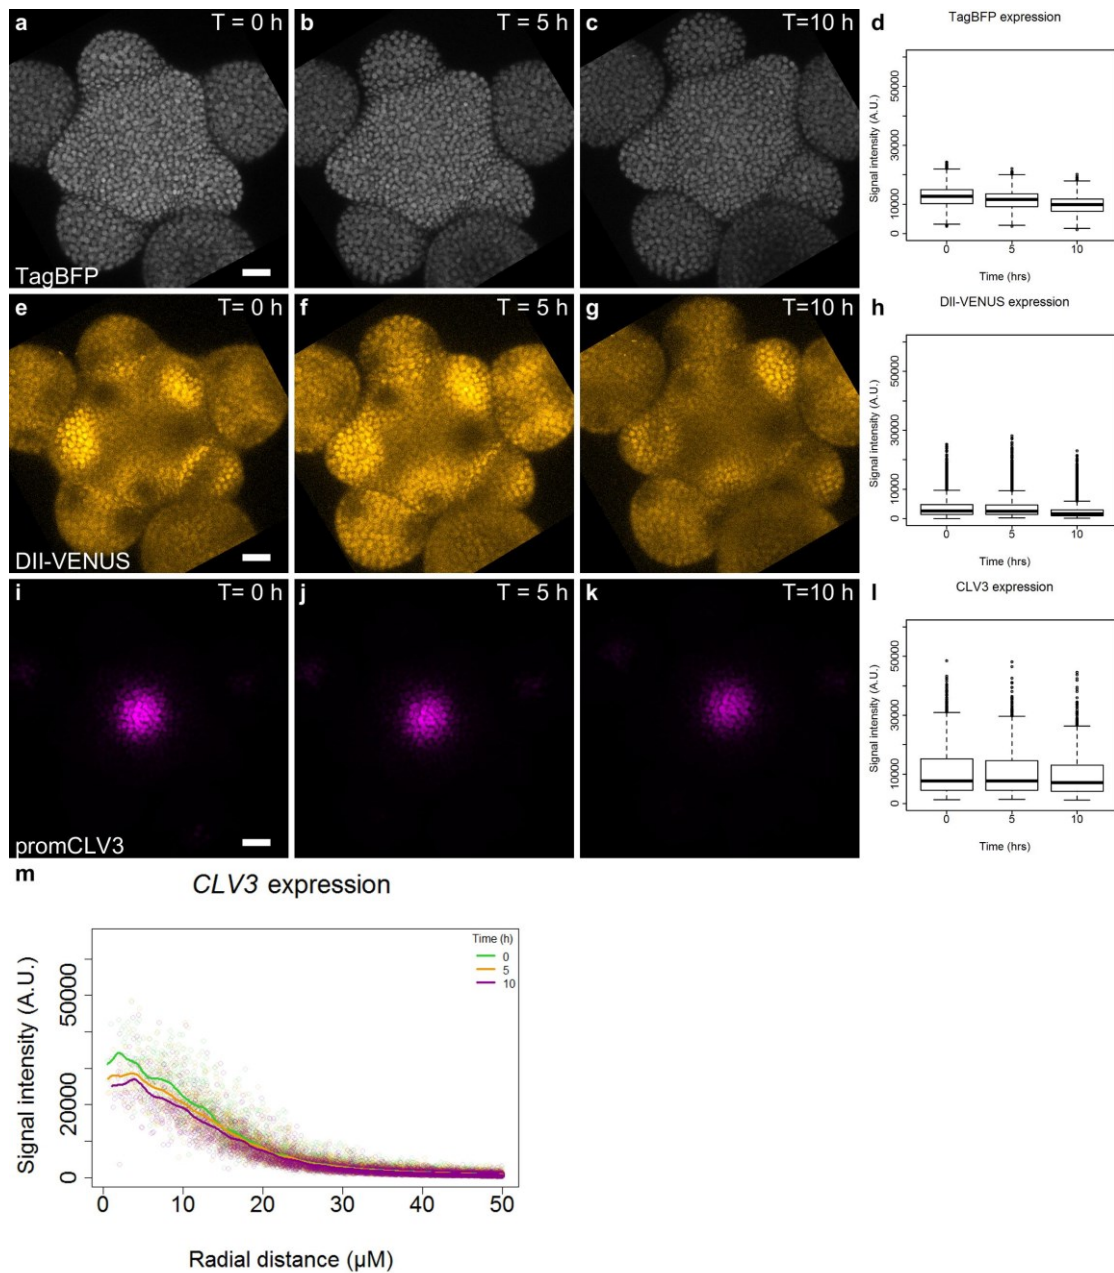 a T = 0 h
b T = 5 h
c T = 10 h
d TagBFP expression
Signal intensity (A.U.)
50000
30000
10000
0
0 5 10
Time (hrs)
TagBFP
e T = 0 h
f T = 5 h
g T = 10 h
h DII-VENUS expression
Signal intensity (A.U.)
50000
30000
10000
0
0 5 10
Time (hrs)
DII-VENUS
i T= 0 h
j T = 5 h
k T=10 h
l CLV3 expression
Signal intensity (A.U.)
50000
30000
10000
0
0 5 10
Time (hrs)
promCLV3
m CLV3 expression
Signal intensity (A.U.)
50000
20000
0
Time (h)
0
5
10
0 10 20 30 40 50
Radial distance (µM)